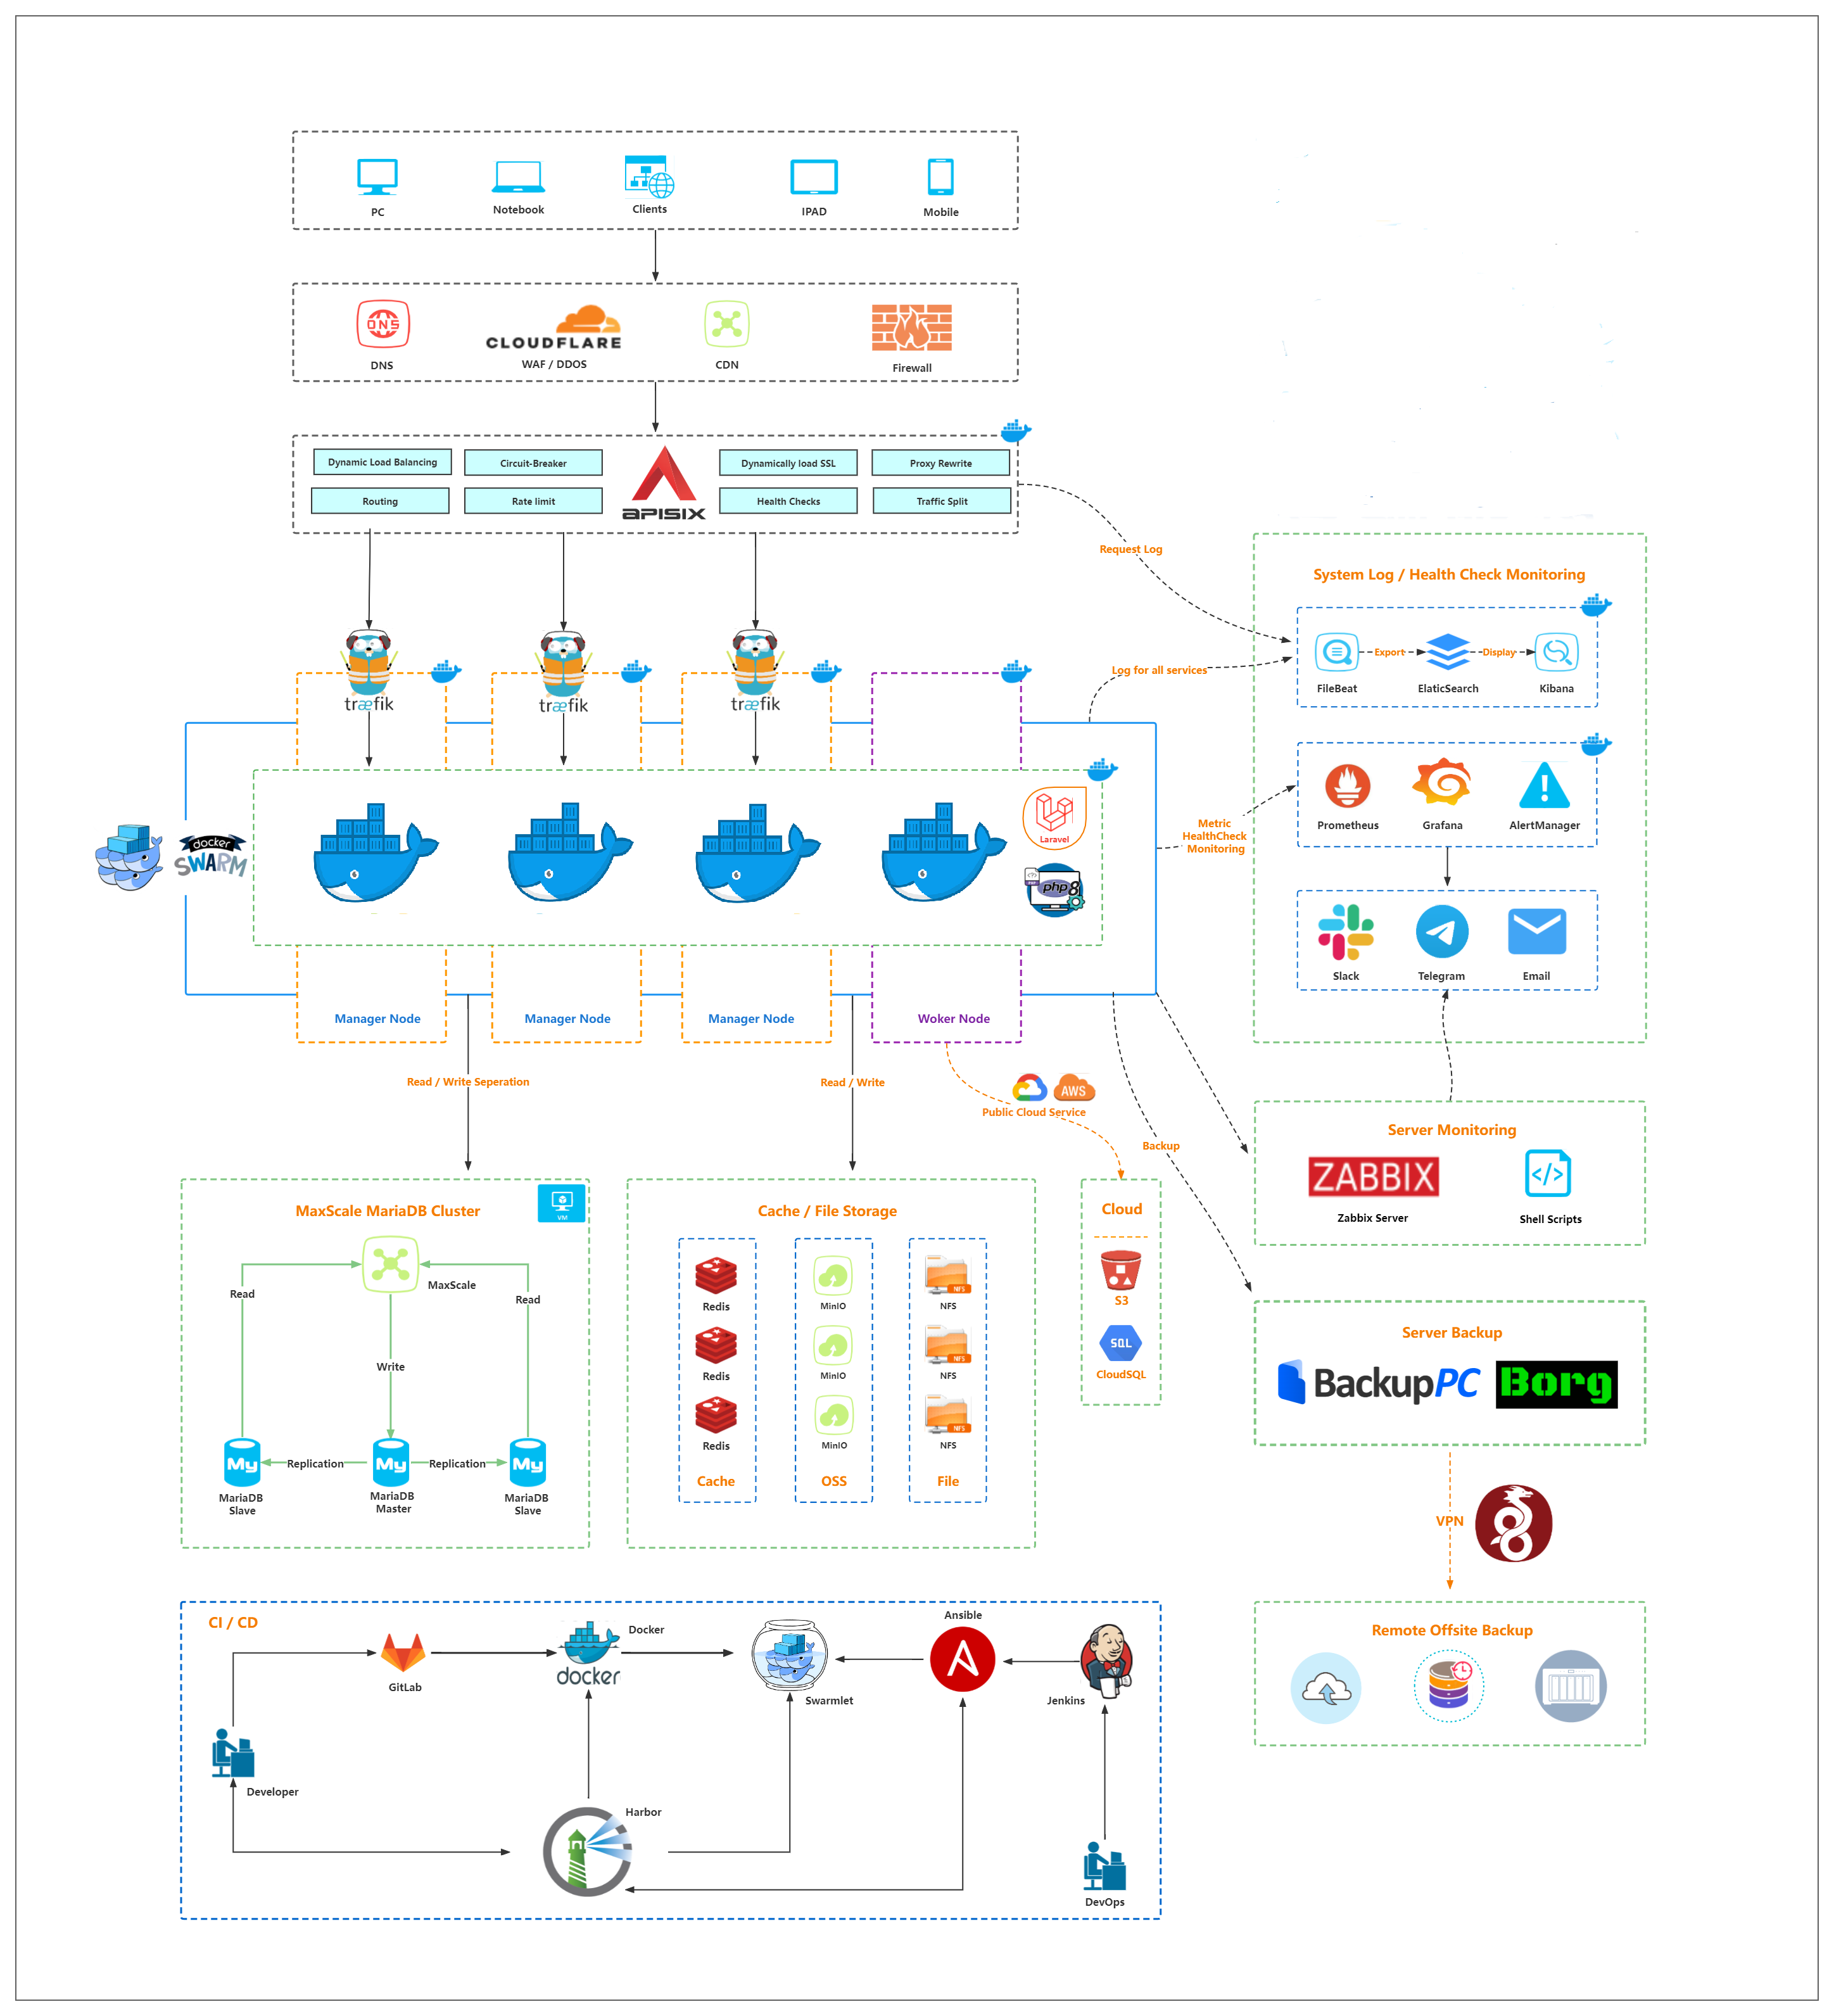 PC
Notebook
Clients
IPAD
Mobile
DNS
CLOUDFLARE
WAF / DDOS
DNS
CDN
Firewall
Dynamic Load Balancing
Circuit-Breaker
Dynamically load SSL
Proxy Rewrite
Routing
Rate limit
APISIX
Health Checks
Traffic Split
Request Log
træfik
træfik
træfik
Log for all services
System Log / Health Check Monitoring
Export
Display
FileBeat
ElaticSearch
Kibana
Metric
HealthCheck
Monitoring
Prometheus
Grafana
AlertManager
Slack
Telegram
Email
docker
SWARM
Laravel
php8
Manager Node
Manager Node
Manager Node
Woker Node
Read / Write Seperation
Read / Write
AWS
Public Cloud Service
Backup
Server Monitoring
ZABBIX
Zabbix Server
Shell Scripts
MaxScale MariaDB Cluster
VM
MaxScale
Read
Read
Write
My
Replication
My
Replication
My
MariaDB
Slave
MariaDB
Master
MariaDB
Slave
Cache / File Storage
Redis
MinIO
NFS
NFS
Redis
MinIO
NFS
NFS
Redis
MinIO
NFS
NFS
Cache
OSS
File
Cloud
S3
SQL
CloudSQL
Server Backup
BackupPC
Borg
VPN
Remote Offsite Backup
CI / CD
GitLab
Docker
docker
Swarmlet
Ansible
Jenkins
Developer
Harbor
DevOps